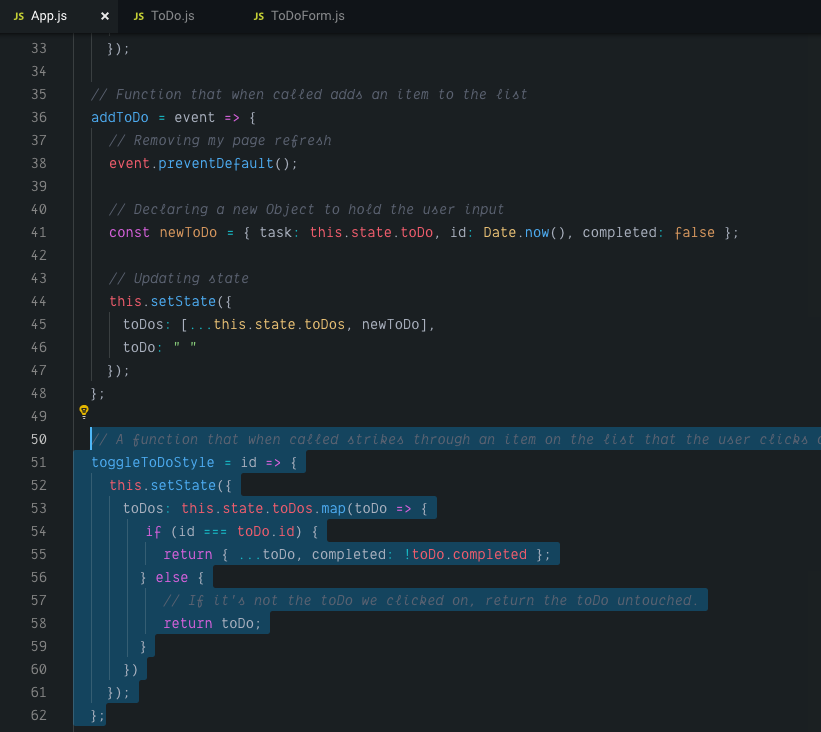 JS App.js × JS ToDo.js JS ToDoForm.js
33 });
34
35 // Function that when called adds an item to the list
36 addToDo = event => {
37 // Removing my page refresh
38 event.preventDefault();
39
40 // Declaring a new Object to hold the user input
41 const newToDo = { task: this.state.toDo, id: Date.now(), completed: false };
42
43 // Updating state
44 this.setState({
45 toDos: [...this.state.toDos, newToDo],
46 toDo: " "
47 });
48 };
49
50 // A function that when called strikes through an item on the list that the user clicks
51 toggleToDoStyle = id => {
52 this.setState({
53 toDos: this.state.toDos.map(toDo => {
54 if (id === toDo.id) {
55 return { ...toDo, completed: !toDo.completed };
56 } else {
57 // If it's not the toDo we clicked on, return the toDo untouched.
58 return toDo;
59 }
60 })
61 });
62 };